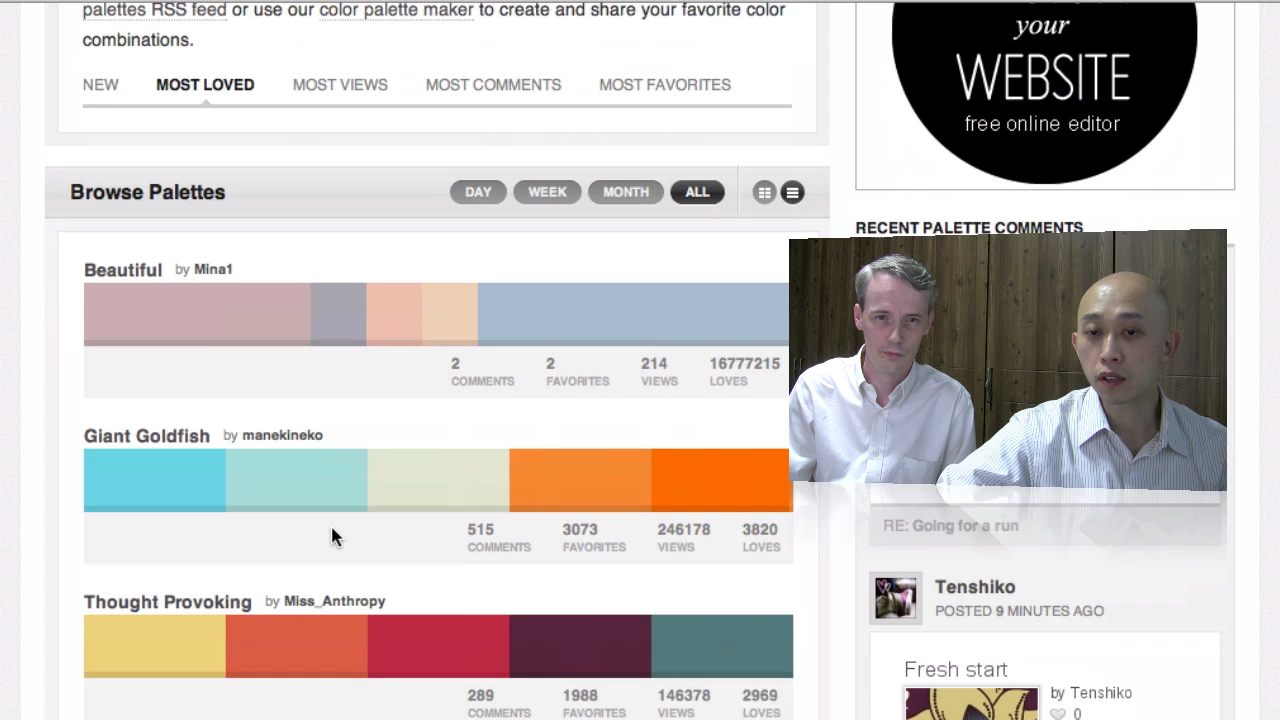 palettes RSS feed or use our color palette maker to create and share your favorite color
combinations.
NEW MOST LOVED MOST VIEWS MOST COMMENTS MOST FAVORITES
your
WEBSITE
free online editor
Browse Palettes DAY WEEK MONTH ALL
RECENT PALETTE COMMENTS
Beautiful by Mina1
2 2 214 16777215
COMMENTS FAVORITES VIEWS LOVES
Giant Goldfish by manekineko
515 3073 246178 3820
COMMENTS FAVORITES VIEWS LOVES
Thought Provoking by Miss_Anthropy
289 1988 146378 2969
COMMENTS FAVORITES VIEWS LOVES
RE: Going for a run
Tenshiko
POSTED 9 MINUTES AGO
Fresh start
by Tenshiko
0